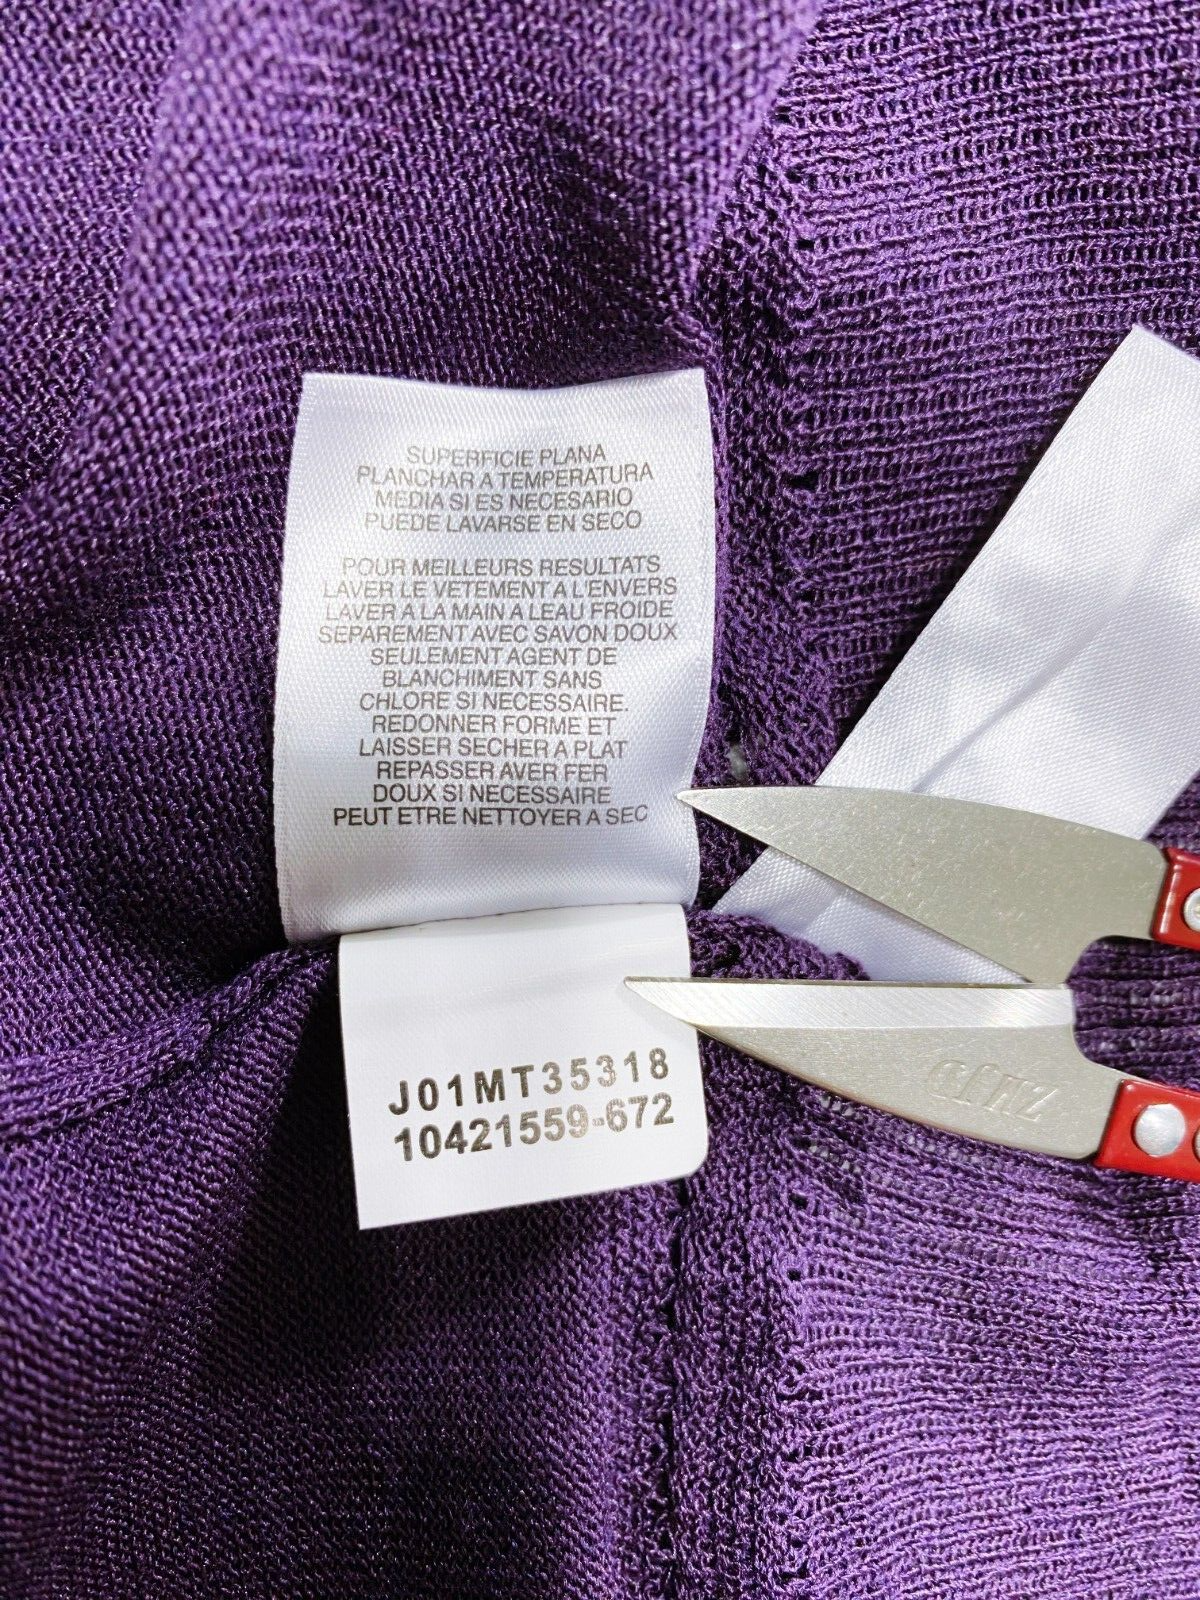 SUPERFICIE PLANA
PLANCHAR A TEMPERATURA
MEDIA SI ES NECESARIO
PUEDE LAVARSE EN SECO
POUR MEILLEURS RESULTATS
LAVER LE VETEMENT A L'ENVERS
LAVER A LA MAIN A LEAU FROIDE
SEPAREMENT AVEC SAVON DOUX
SEULEMENT AGENT DE
BLANCHIMENT SANS
CHLORE SI NECESSAIRE.
REDONNER FORME ET
LAISSER SECHER A PLAT
REPASSER AVER FER
DOUX SI NECESSAIRE
PEUT ETRE NETTOYER A SEC
J01MT35318
10421559-672